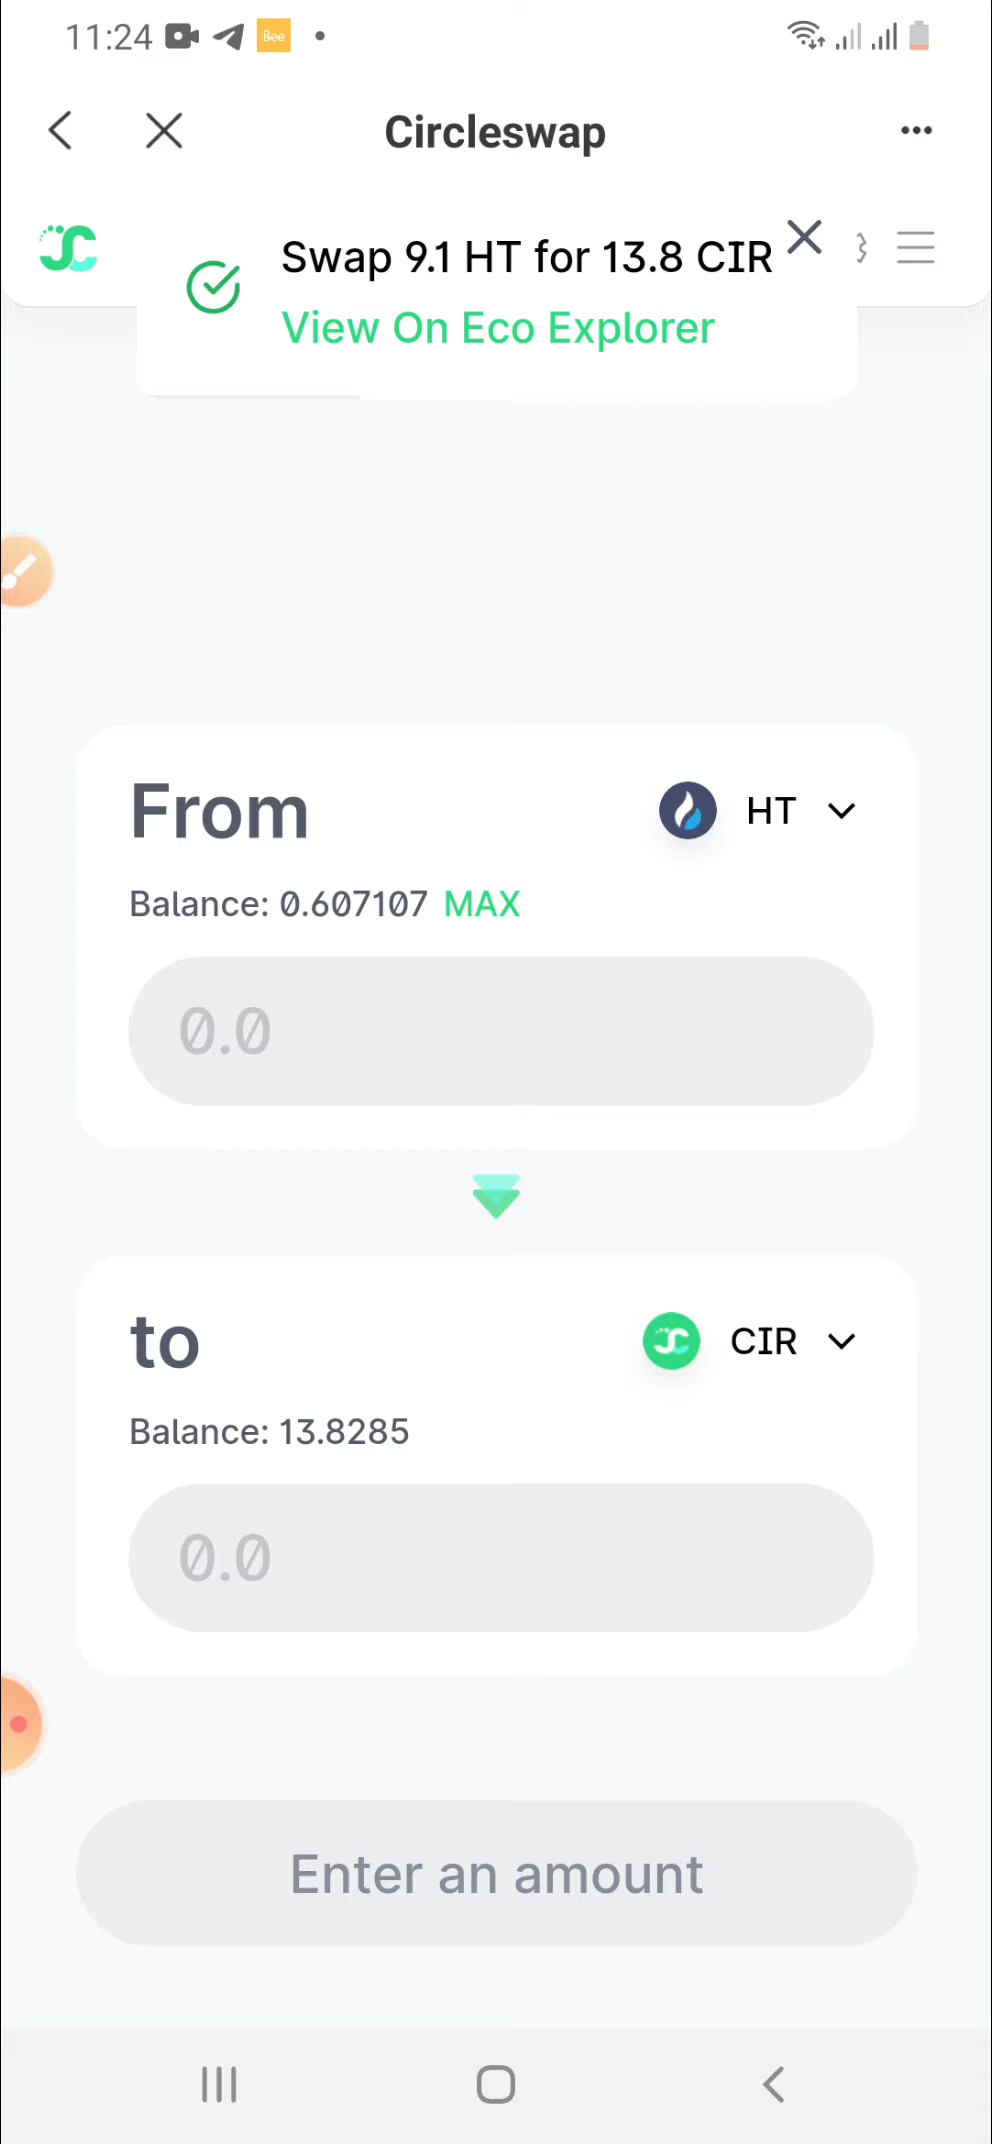 11:24
Bee
Circleswap
Swap 9.1 HT for 13.8 CIR
View On Eco Explorer
From
HT
Balance: 0.607107 MAX
0.0
to
CIR
Balance: 13.8285
0.0
Enter an amount